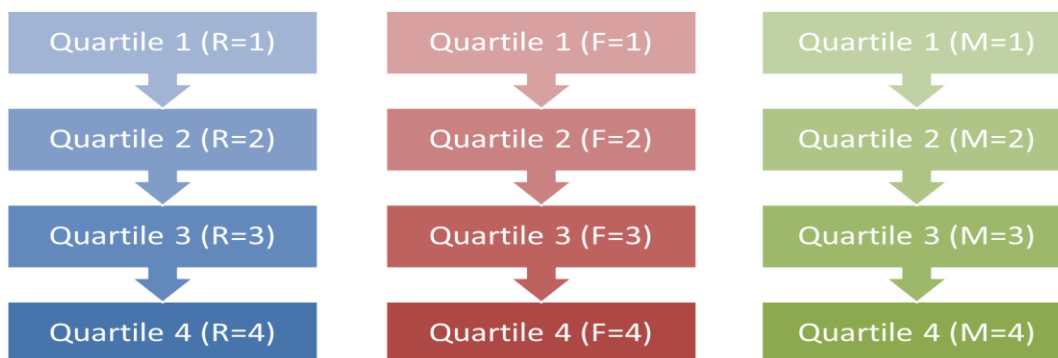 Quartile 1 (R=1)
Quartile 2 (R=2)
Quartile 3 (R=3)
Quartile 4 (R=4)
Quartile 1 (F=1)
Quartile 2 (F=2)
Quartile 3 (F=3)
Quartile 4 (F=4)
Quartile 1 (M=1)
Quartile 2 (M=2)
Quartile 3 (M=3)
Quartile 4 (M=4)